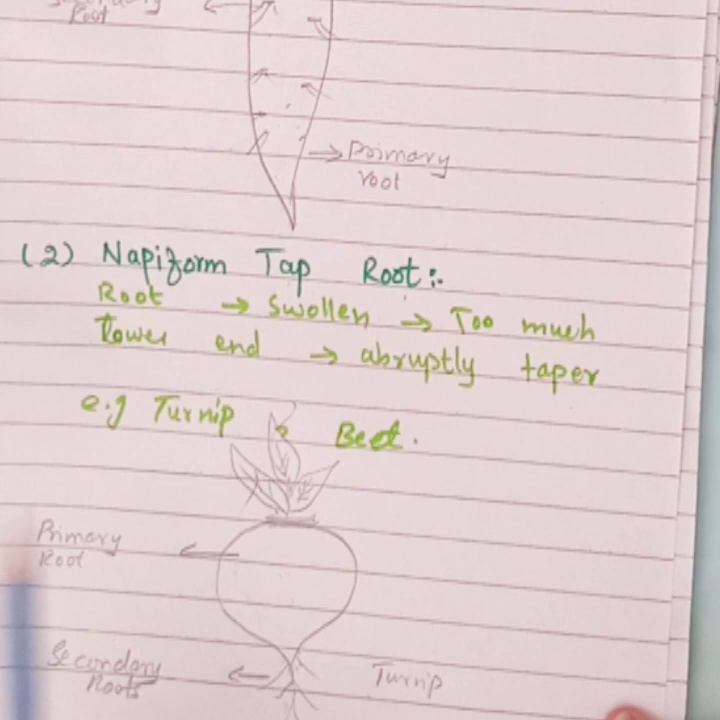 Root
Primary
root
(2) Napiform Tap Root:-
Root → Swollen → Too much
lower end → abruptly taper
e.g Turnip , Beet.
Primary
Root
Secondary
Roots
Turnip